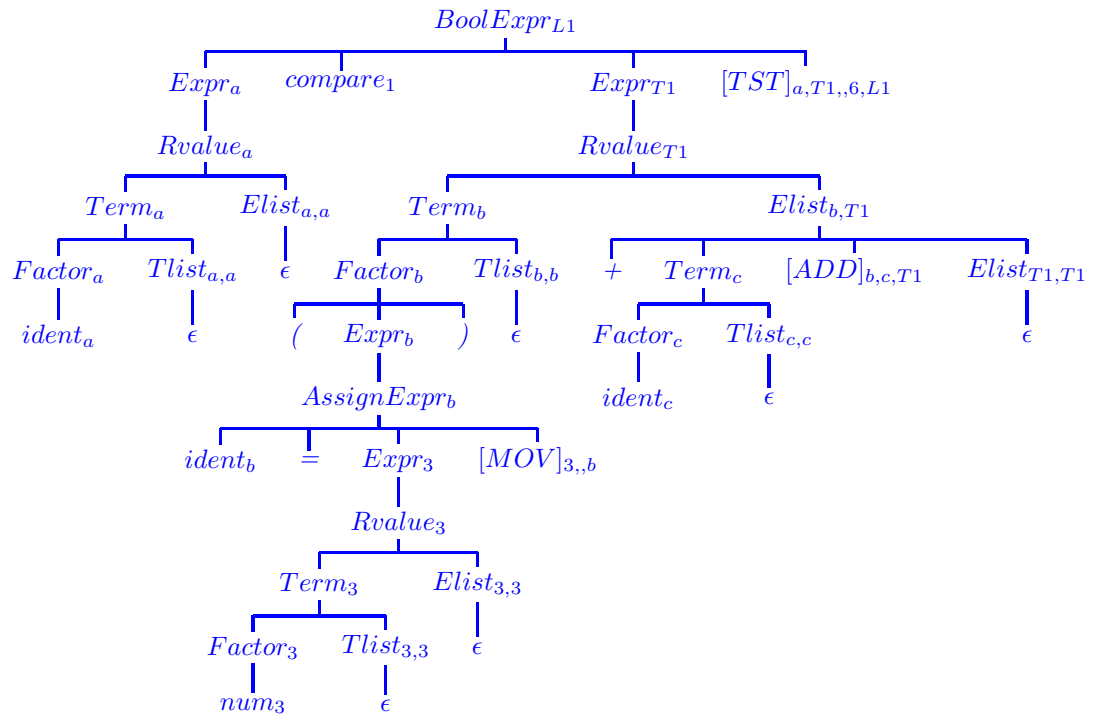 BoolExpr_{L1}
Expr_a compare_1 Expr_{T1} [TST]_{a,T1,,6,L1}
Rvalue_a Rvalue_{T1}
Term_a Elist_{a,a} Term_b Elist_{b,T1}
Factor_a Tlist_{a,a} ϵ Factor_b Tlist_{b,b} + Term_c [ADD]_{b,c,T1} Elist_{T1,T1}
ident_a ϵ ( Expr_b ) ϵ Factor_c Tlist_{c,c} ϵ
AssignExpr_b ident_c ϵ
ident_b = Expr_3 [MOV]_{3,,b}
Rvalue_3
Term_3 Elist_{3,3}
Factor_3 Tlist_{3,3} ϵ
num_3 ϵ